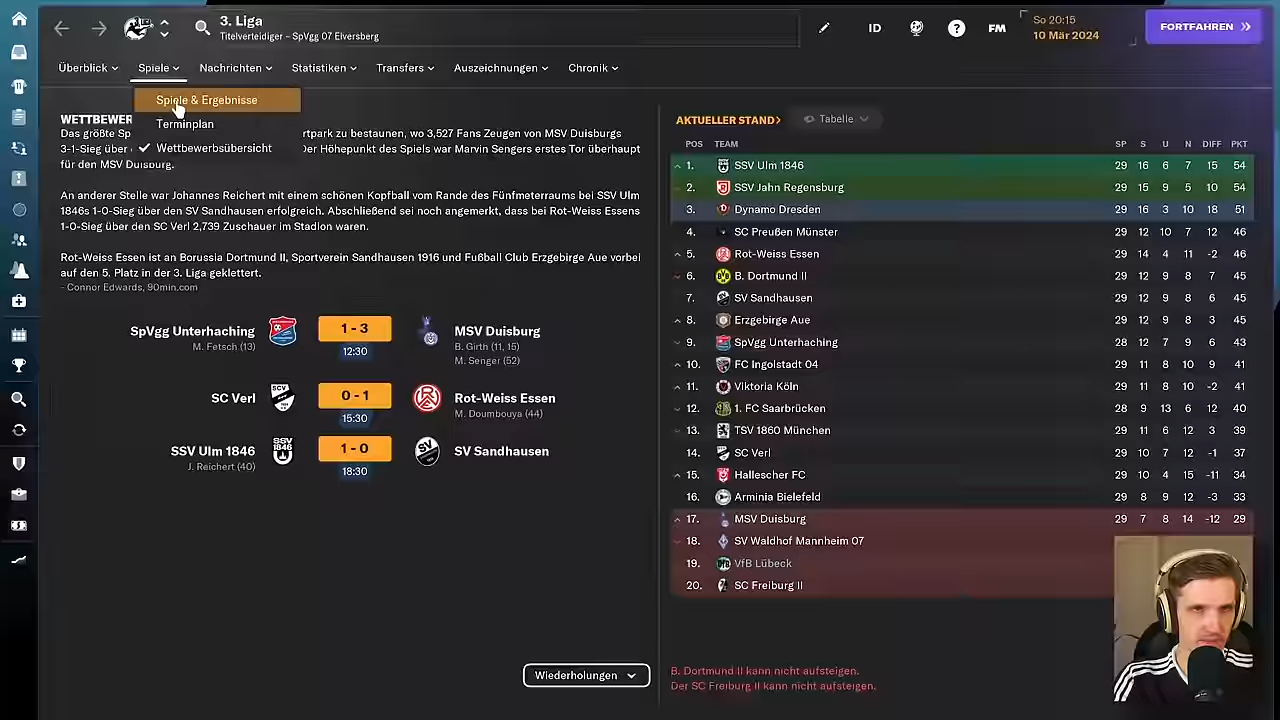 3. Liga
Titelverteidiger – SpVgg 07 Elversberg
ID
FM
So 20:15
10 Mär 2024
FORTFAHREN
Überblick
Spiele
Nachrichten
Statistiken
Transfers
Auszeichnungen
Chronik
Spiele & Ergebnisse
Terminplan
Wettbewerbsübersicht
WETTBEWER
Das größte Sp rtpark zu bestaunen, wo 3,527 Fans Zeugen von MSV Duisburgs
3-1-Sieg über Der Höhepunkt des Spiels war Marvin Sengers erstes Tor überhaupt
für den MSV Duisburg.
An anderer Stelle war Johannes Reichert mit einem schönen Kopfball vom Rande des Fünfmeterraums bei SSV Ulm
1846s 1-0-Sieg über den SV Sandhausen erfolgreich. Abschließend sei noch angemerkt, dass bei Rot-Weiss Essens
1-0-Sieg über den SC Verl 2,739 Zuschauer im Stadion waren.
Rot-Weiss Essen ist an Borussia Dortmund II, Sportverein Sandhausen 1916 und Fußball Club Erzgebirge Aue vorbei
auf den 5. Platz in der 3. Liga geklettert.
- Connor Edwards, 90min.com
SpVgg Unterhaching 1 - 3 MSV Duisburg
M. Fetsch (13) 12:30 B. Girth (11, 15)
M. Senger (52)
SC Verl 0 - 1 Rot-Weiss Essen
15:30 M. Doumbouya (44)
SSV Ulm 1846 1 - 0 SV Sandhausen
J. Reichert (40) 18:30
Wiederholungen
AKTUELLER STAND>
Tabelle
POS TEAM SP S U N DIFF PKT
1. SSV Ulm 1846 29 16 6 7 15 54
2. SSV Jahn Regensburg 29 15 9 5 10 54
3. Dynamo Dresden 29 16 3 10 18 51
4. SC Preußen Münster 29 12 10 7 12 46
5. Rot-Weiss Essen 29 14 4 11 -2 46
6. B. Dortmund II 29 12 9 8 7 45
7. SV Sandhausen 29 12 9 8 6 45
8. Erzgebirge Aue 29 12 9 8 3 45
9. SpVgg Unterhaching 28 12 7 9 6 43
10. FC Ingolstadt 04 29 11 8 10 9 41
11. Viktoria Köln 29 11 8 10 -2 41
12. 1. FC Saarbrücken 28 9 13 6 12 40
13. TSV 1860 München 29 11 6 12 3 39
14. SC Verl 29 10 7 12 -1 37
15. Hallescher FC 29 10 4 15 -11 34
16. Arminia Bielefeld 29 8 9 12 -3 33
17. MSV Duisburg 29 7 8 14 -12 29
18. SV Waldhof Mannheim 07
19. VfB Lübeck
20. SC Freiburg II
B. Dortmund II kann nicht aufsteigen.
Der SC Freiburg II kann nicht aufsteigen.